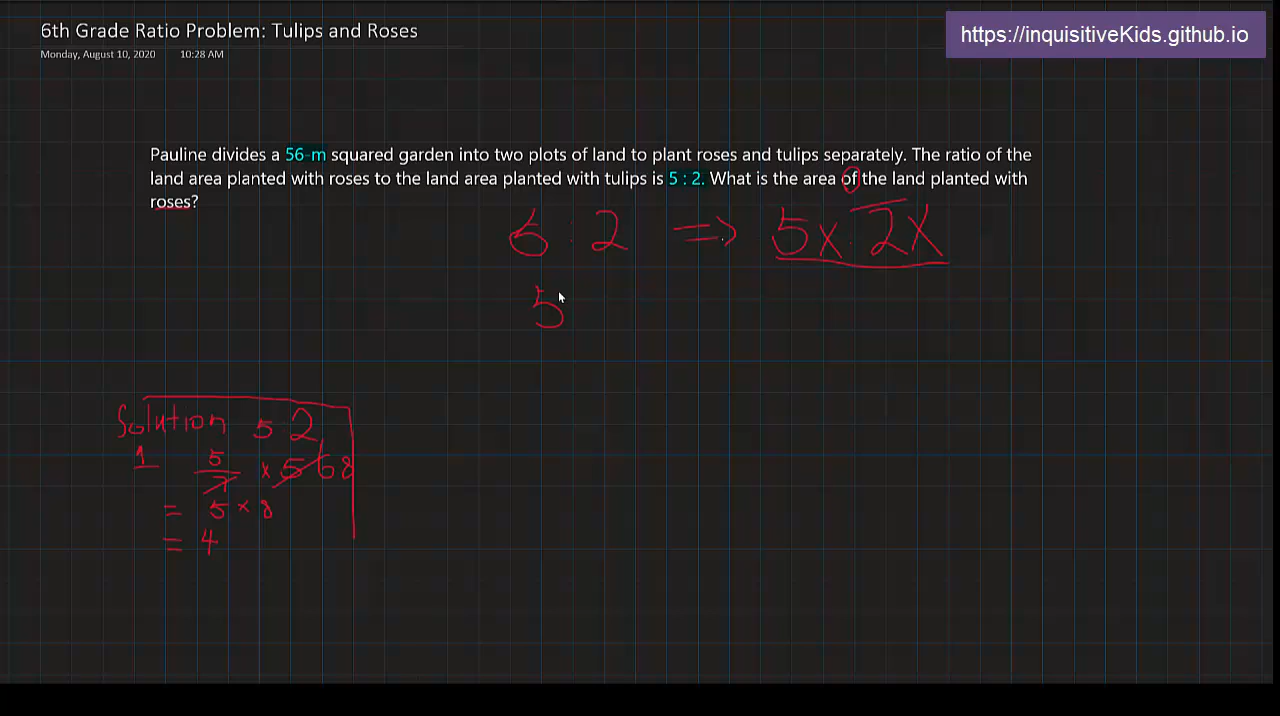 6th Grade Ratio Problem: Tulips and Roses
Monday, August 10, 2020 10:28 AM
https://inquisitiveKids.github.io
Pauline divides a 56-m squared garden into two plots of land to plant roses and tulips separately. The ratio of the
land area planted with roses to the land area planted with tulips is 5 : 2. What is the area of the land planted with
roses?
5 : 2 => 5x : 2x
5
Solution 5 : 2
1 5/7 x 56 8
= 5 x 8
= 4